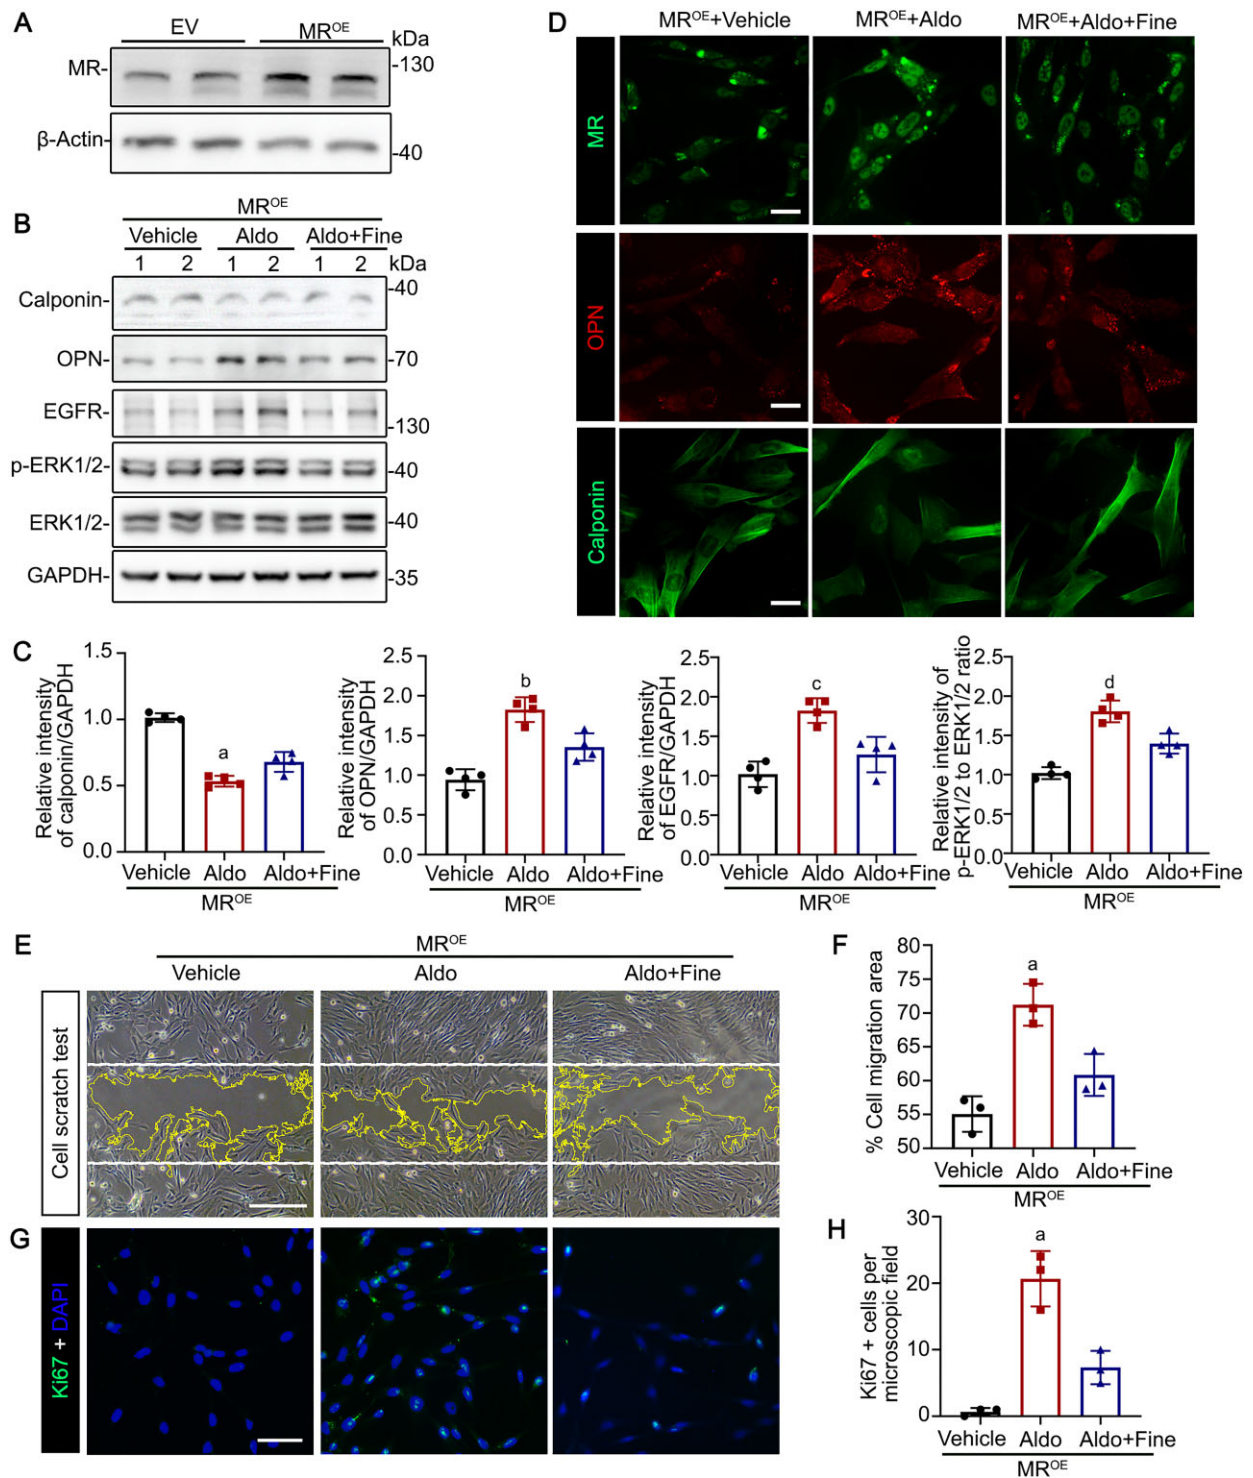 A
EV MR^OE
kDa
MR- -130
β-Actin-
-40
B
MR^OE
Vehicle Aldo Aldo+Fine
1 2 1 2 1 2 kDa
Calponin- -40
OPN- -70
EGFR-
-130
p-ERK1/2- -40
ERK1/2- -40
GAPDH- -35
D
MR^OE+Vehicle MR^OE+Aldo MR^OE+Aldo+Fine
MR
OPN
Calponin
C
Relative intensity
of calponin/GAPDH
1.5
1.0
0.5
0.0
a
Vehicle Aldo Aldo+Fine
MR^OE
Relative intensity
of OPN/GAPDH
2.5
2.0
1.5
1.0
0.5
0.0
b
Vehicle Aldo Aldo+Fine
MR^OE
Relative intensity
of EGFR/GAPDH
2.5
2.0
1.5
1.0
0.5
0.0
c
Vehicle Aldo Aldo+Fine
MR^OE
Relative intensity of
p-ERK1/2 to ERK1/2 ratio
2.5
2.0
1.5
1.0
0.5
0.0
d
Vehicle Aldo Aldo+Fine
MR^OE
E
MR^OE
Vehicle Aldo Aldo+Fine
Cell scratch test
F
% Cell migration area
80
75
70
65
60
55
50
a
Vehicle Aldo Aldo+Fine
MR^OE
G
Ki67 + DAPI
H
Ki67 + cells per
microscopic field
30
20
10
0
a
Vehicle Aldo Aldo+Fine
MR^OE